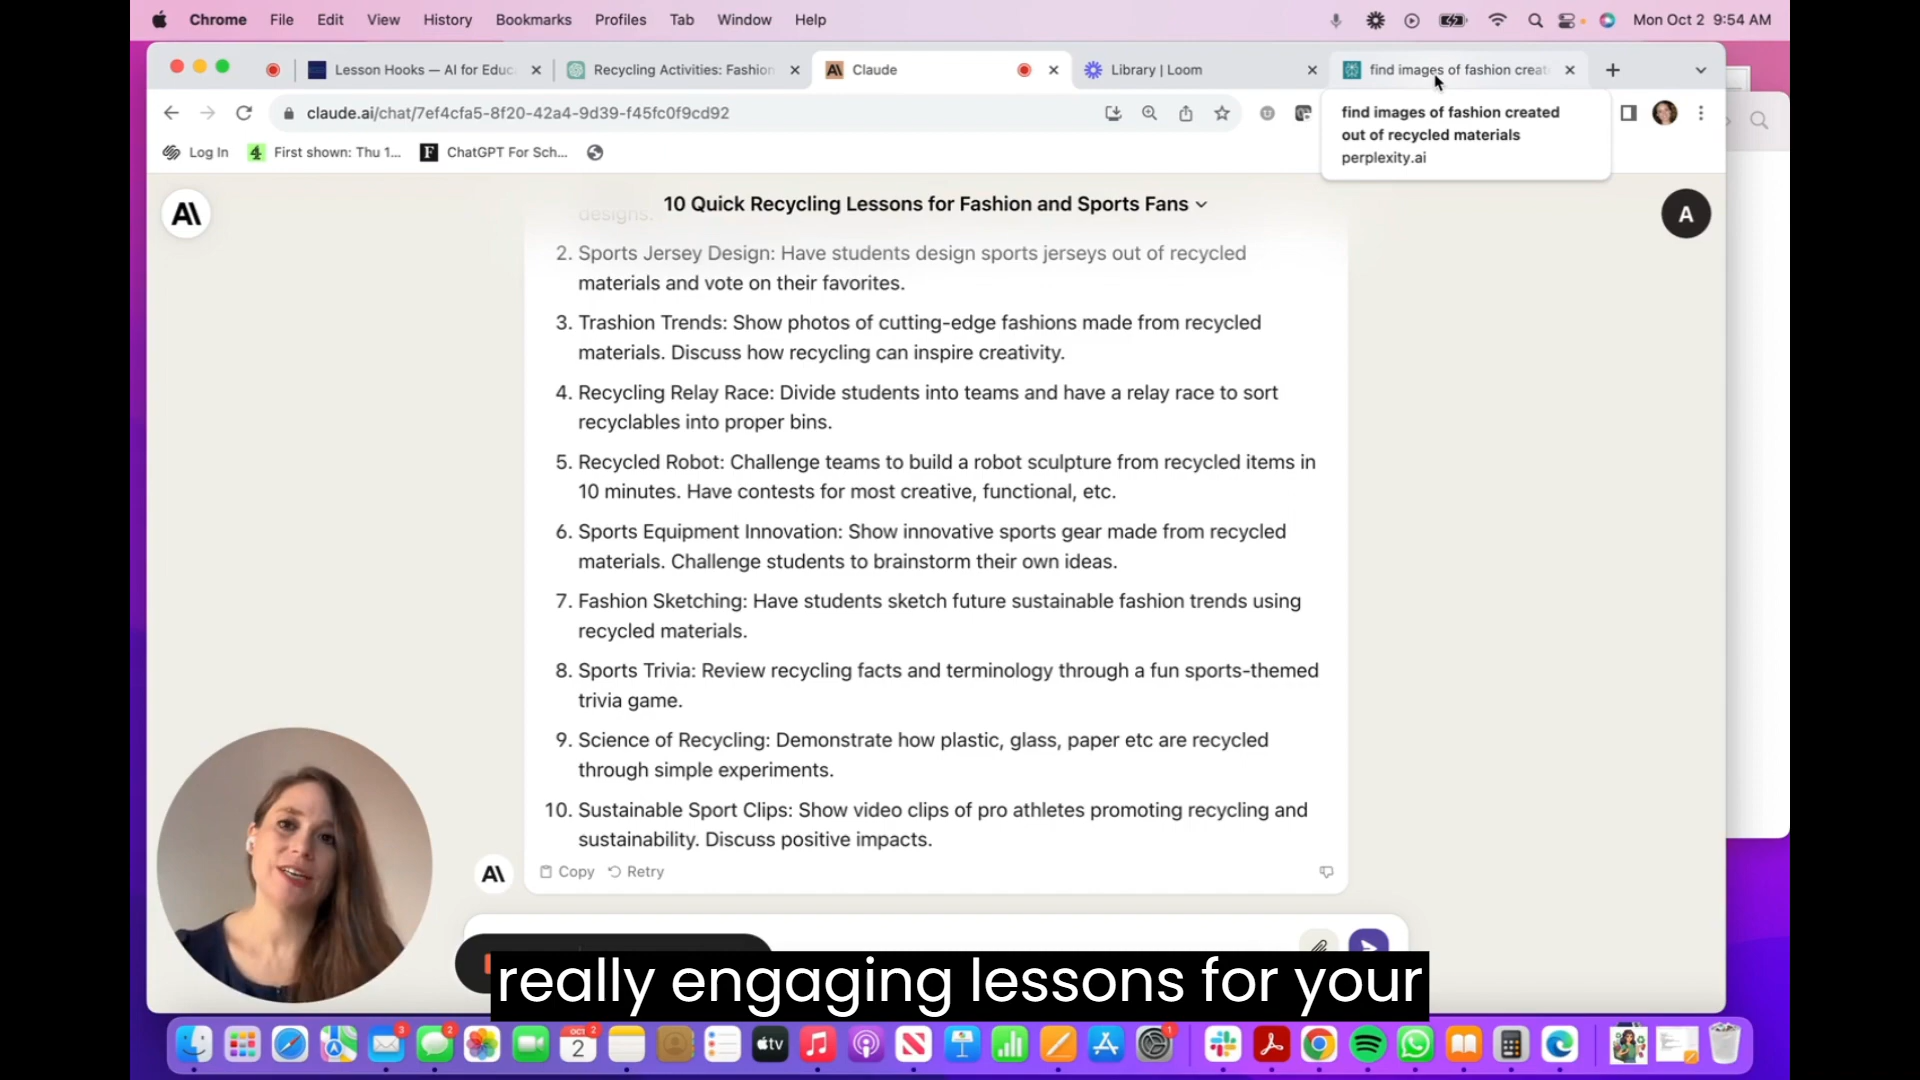 Chrome File Edit View History Bookmarks Profiles Tab Window Help
Mon Oct 2 9:54 AM
Lesson Hooks — AI for Educ
Recycling Activities: Fashion
Claude
Library | Loom
find images of fashion creat
claude.ai/chat/7ef4cfa5-8f20-42a4-9d39-f45fc0f9cd92
find images of fashion created
out of recycled materials
perplexity.ai
Log In
4 First shown: Thu 1...
F ChatGPT For Sch...
A
10 Quick Recycling Lessons for Fashion and Sports Fans
designs.
2. Sports Jersey Design: Have students design sports jerseys out of recycled
materials and vote on their favorites.
3. Trashion Trends: Show photos of cutting-edge fashions made from recycled
materials. Discuss how recycling can inspire creativity.
4. Recycling Relay Race: Divide students into teams and have a relay race to sort
recyclables into proper bins.
5. Recycled Robot: Challenge teams to build a robot sculpture from recycled items in
10 minutes. Have contests for most creative, functional, etc.
6. Sports Equipment Innovation: Show innovative sports gear made from recycled
materials. Challenge students to brainstorm their own ideas.
7. Fashion Sketching: Have students sketch future sustainable fashion trends using
recycled materials.
8. Sports Trivia: Review recycling facts and terminology through a fun sports-themed
trivia game.
9. Science of Recycling: Demonstrate how plastic, glass, paper etc are recycled
through simple experiments.
10. Sustainable Sport Clips: Show video clips of pro athletes promoting recycling and
sustainability. Discuss positive impacts.
Copy Retry
really engaging lessons for your
3
2
OCT 2
2
tv
1